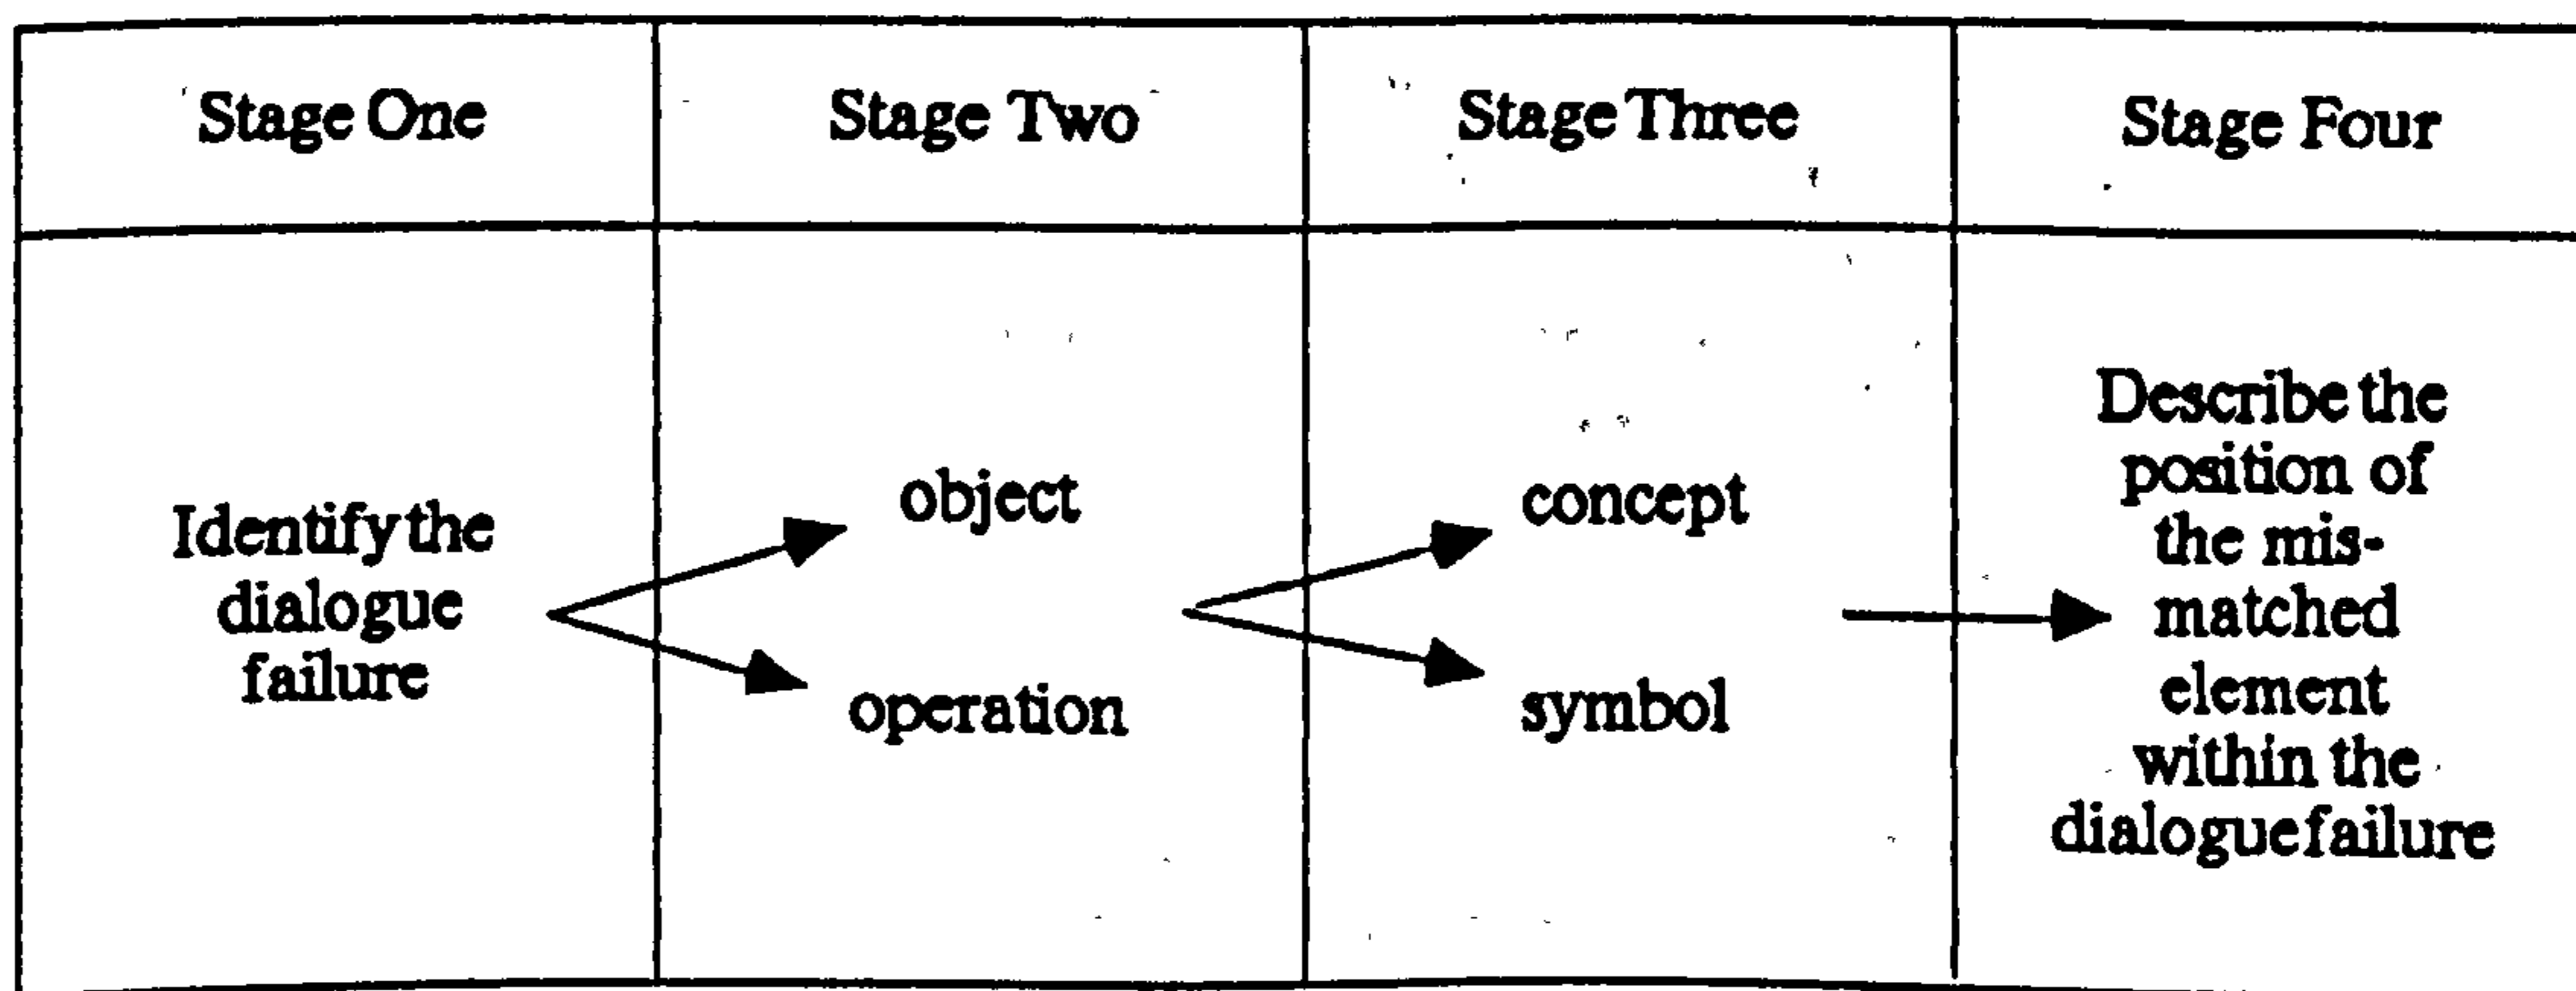 Stage One
Stage Two
Stage Three
Stage Four
Identify the
dialogue
failure
object
operation
concept
symbol
Describe the
position of
the mis-
matched
element
within the
dialogue failure